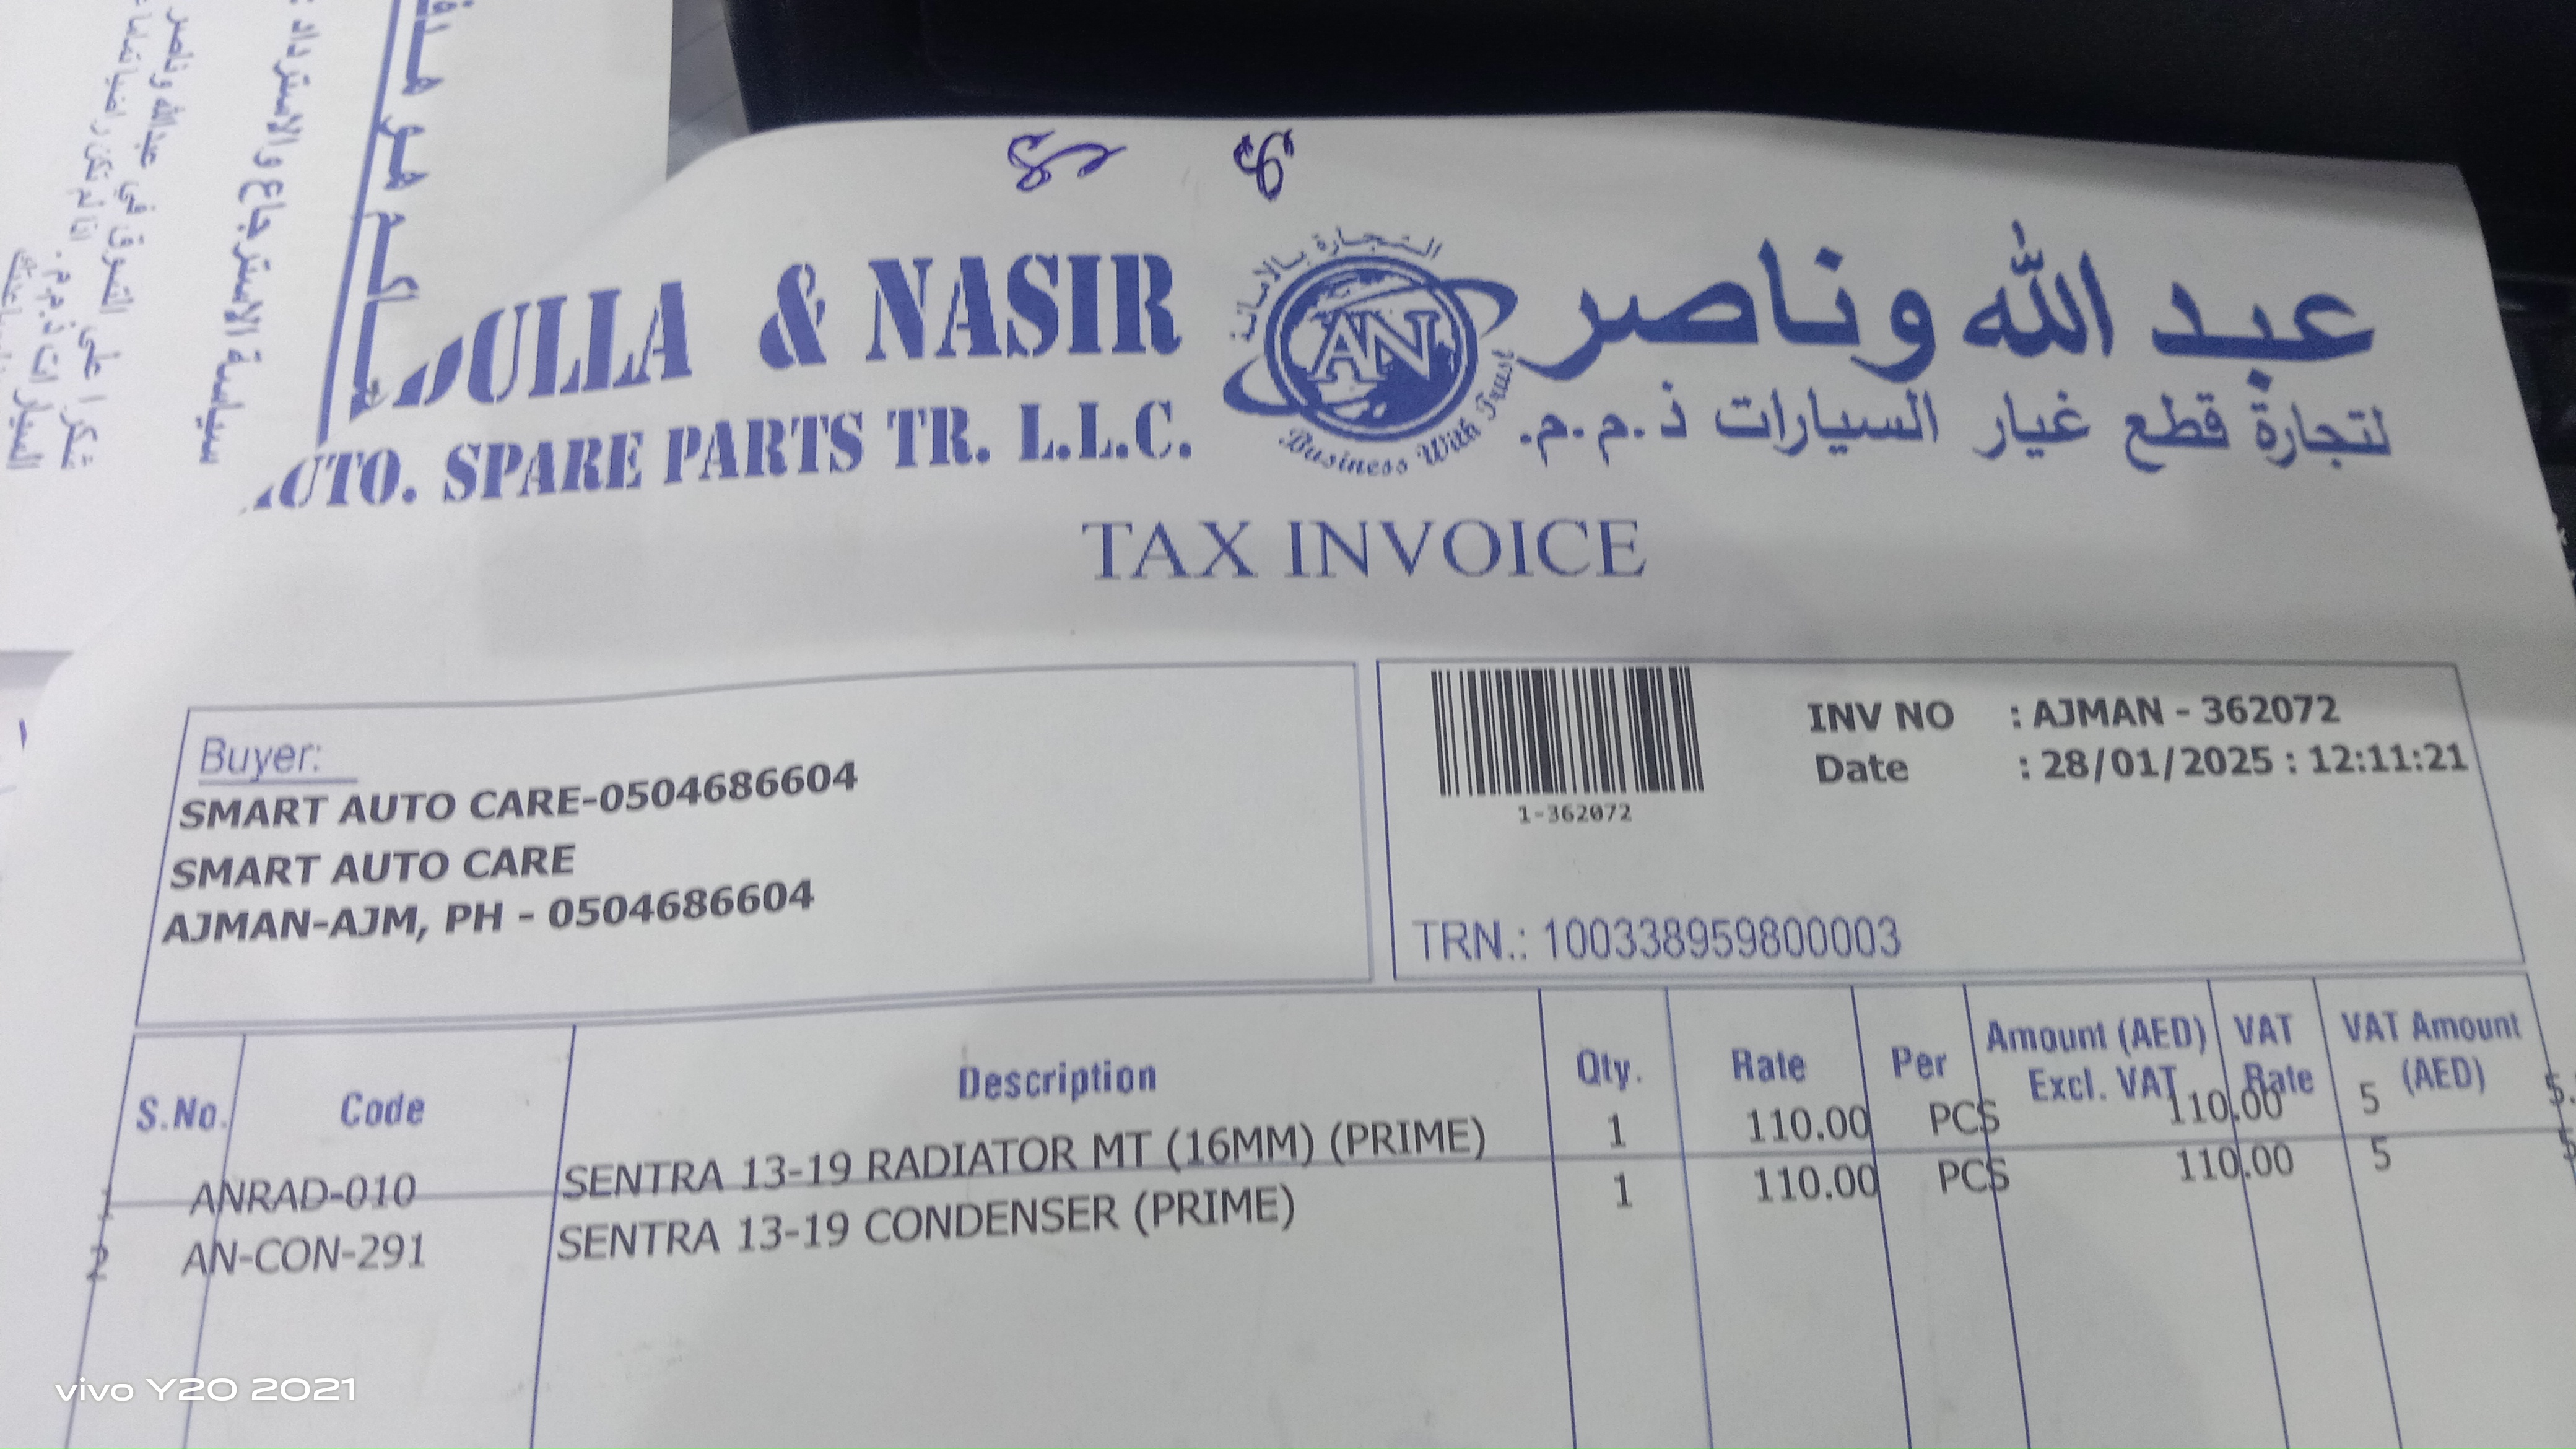 & NASIR
عبد الله وناصر
SPARE PARTS TR. L.L.C.
لتجارة قطع غيار السيارات ذ.م.م.
التجارة بالامانة
AN
Business With Trust
TAX INVOICE
Buyer:
SMART AUTO CARE-0504686604
SMART AUTO CARE
AJMAN-AJM, PH - 0504686604
1-362072
INV NO : AJMAN - 362072
Date : 28/01/2025 : 12:11:21
TRN.: 100338959800003
S.No. Code Description Qty. Rate Per Amount (AED) Excl. VAT VAT Rate VAT Amount (AED)
1 ANRAD-010 SENTRA 13-19 RADIATOR MT (16MM) (PRIME) 1 110.00 PCS 110.00 5
2 AN-CON-291 SENTRA 13-19 CONDENSER (PRIME) 1 110.00 PCS 110.00 5
vivo Y20 2021